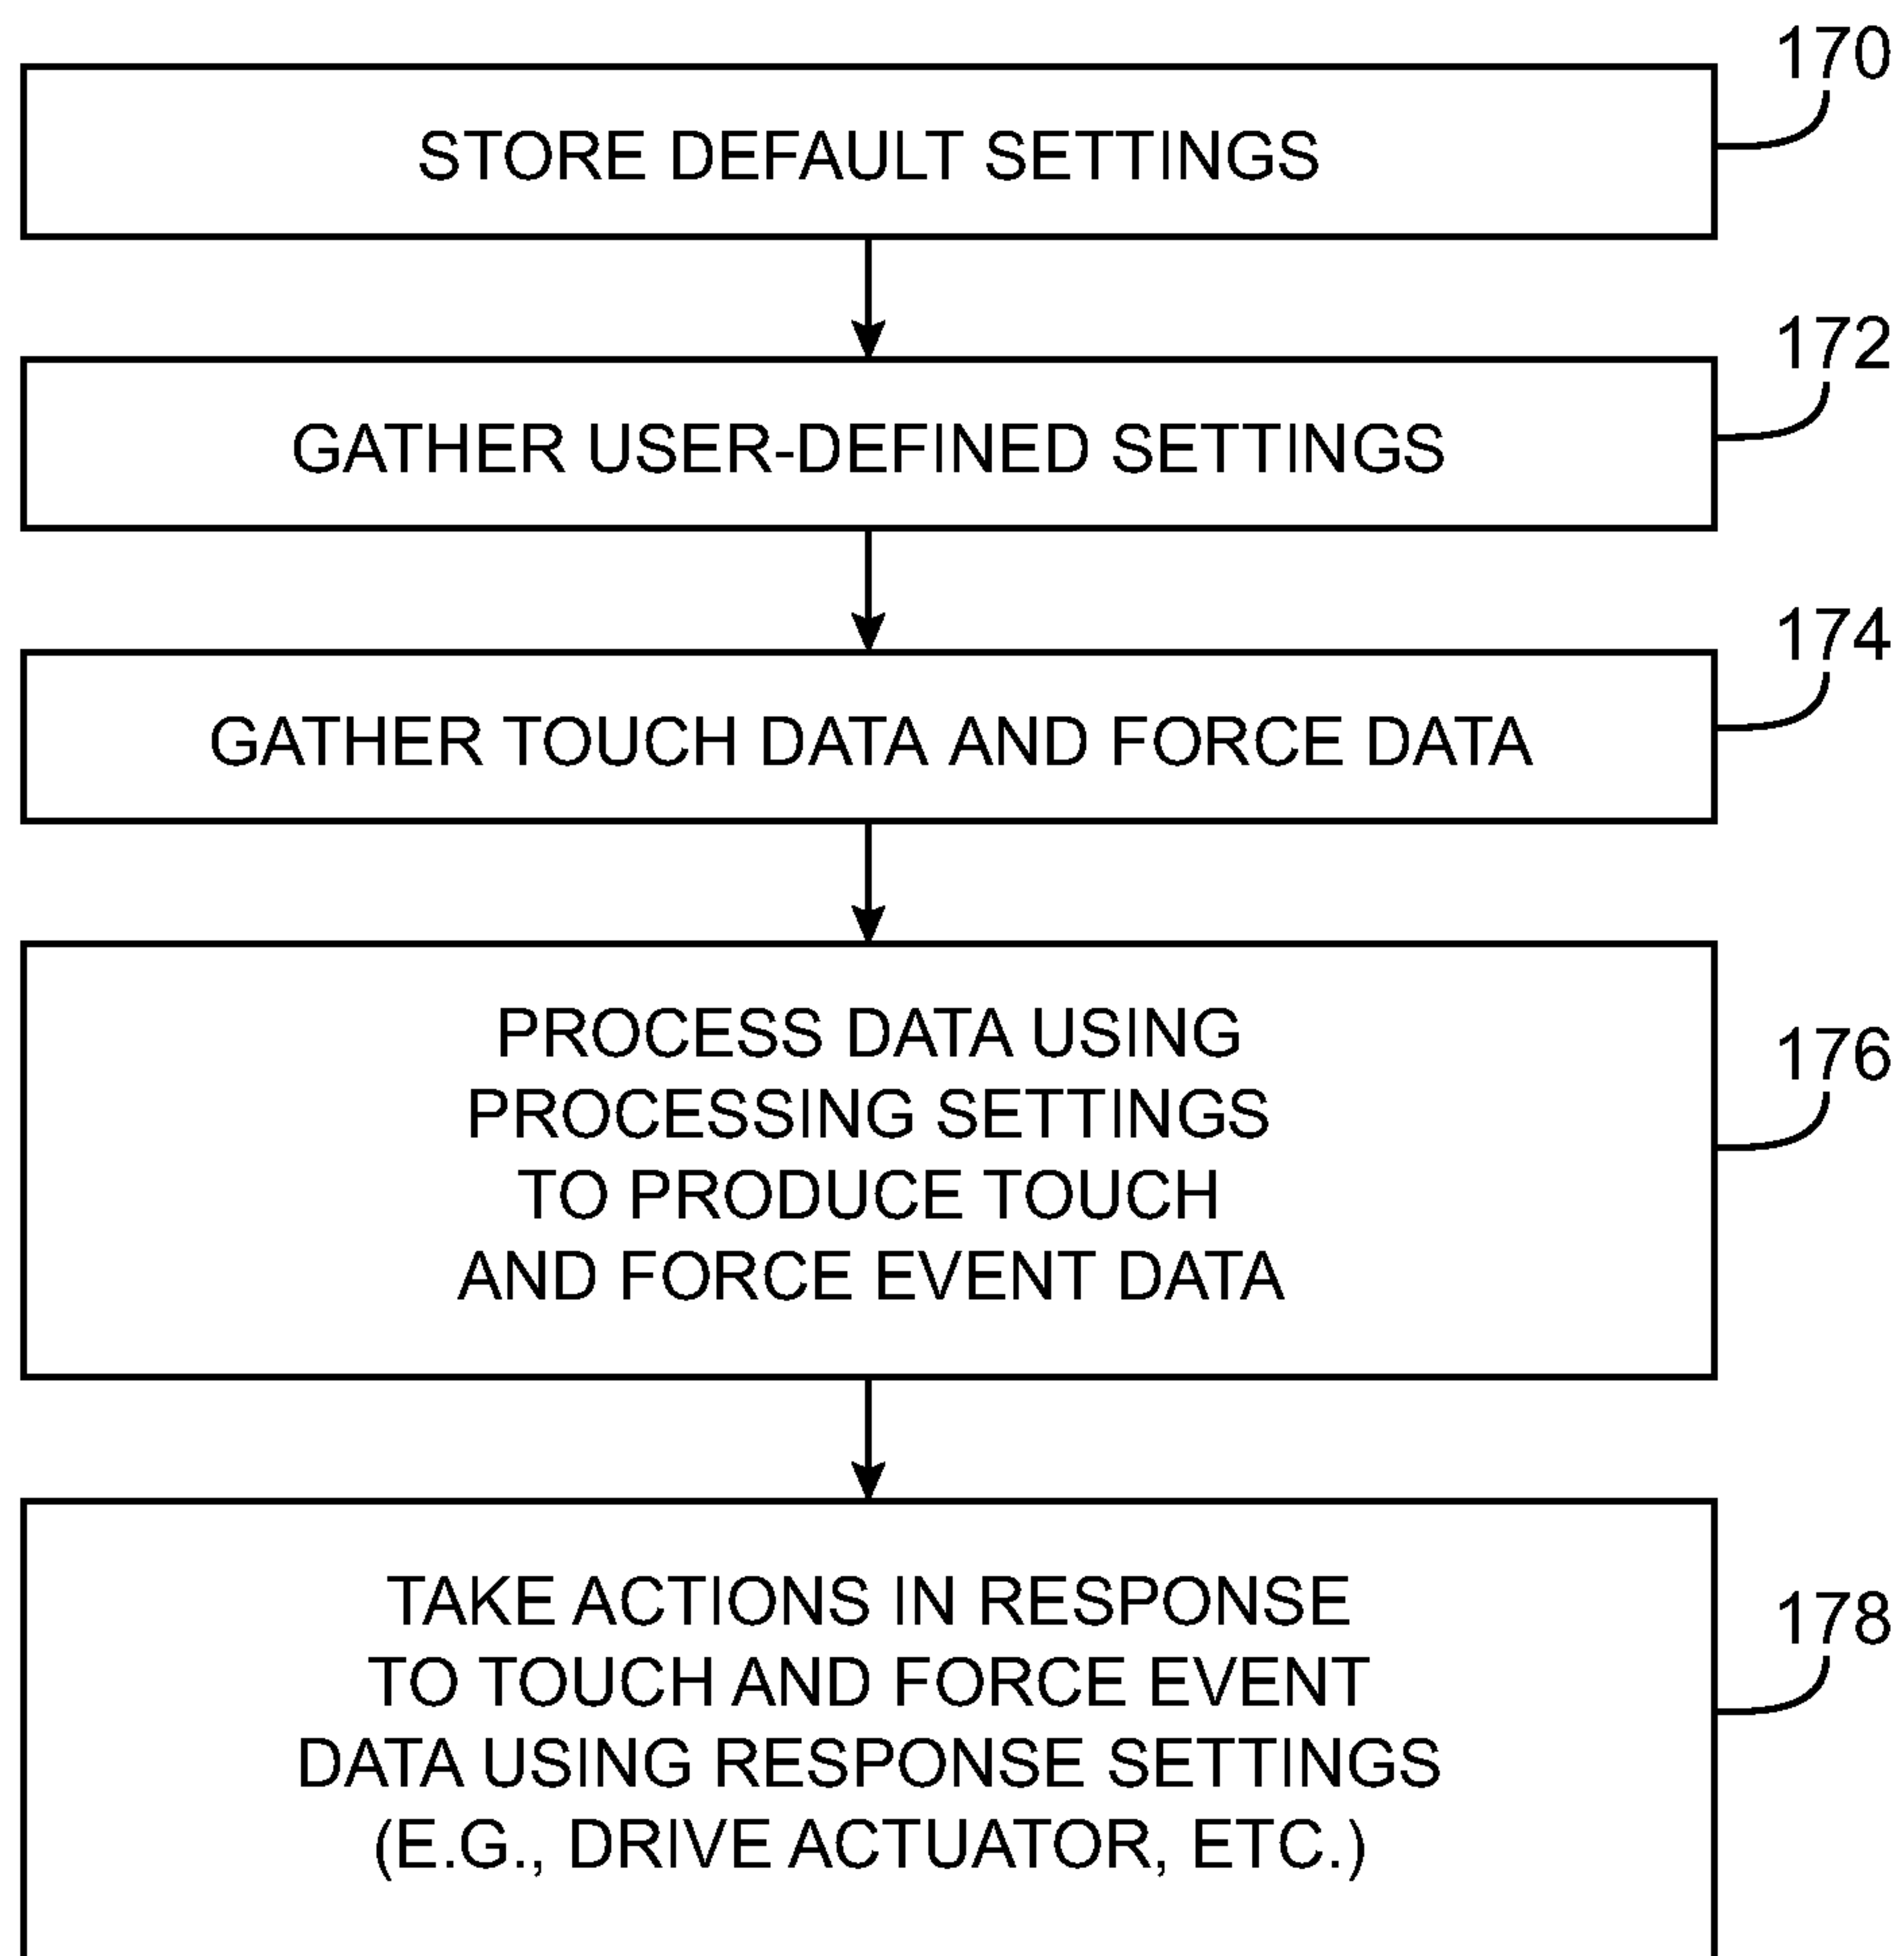 170
STORE DEFAULT SETTINGS
172
GATHER USER-DEFINED SETTINGS
174
GATHER TOUCH DATA AND FORCE DATA
176
PROCESS DATA USING
PROCESSING SETTINGS
TO PRODUCE TOUCH
AND FORCE EVENT DATA
178
TAKE ACTIONS IN RESPONSE
TO TOUCH AND FORCE EVENT
DATA USING RESPONSE SETTINGS
(E.G., DRIVE ACTUATOR, ETC.)